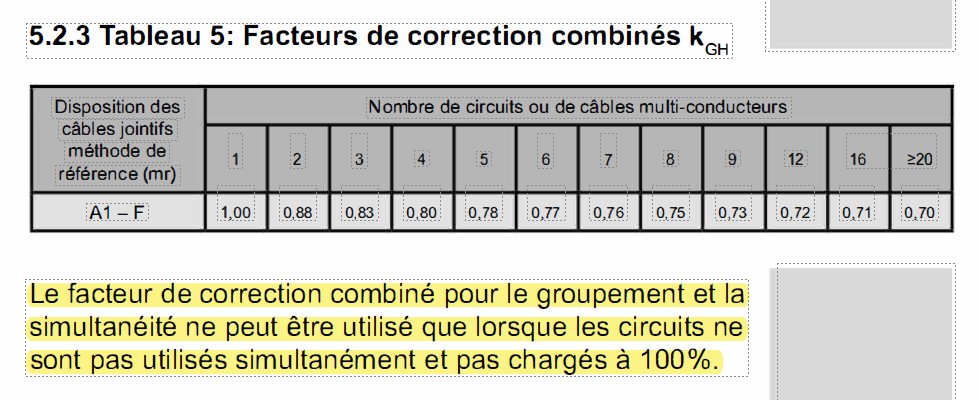 5.2.3 Tableau 5: Facteurs de correction combinés kGH
Disposition des câbles jointifs méthode de référence (mr)
Nombre de circuits ou de câbles multi-conducteurs
1 2 3 4 5 6 7 8 9 12 16 ≥20
A1 – F 1,00 0,88 0,83 0,80 0,78 0,77 0,76 0,75 0,73 0,72 0,71 0,70
Le facteur de correction combiné pour le groupement et la
simultanéité ne peut être utilisé que lorsque les circuits ne
sont pas utilisés simultanément et pas chargés à 100%.